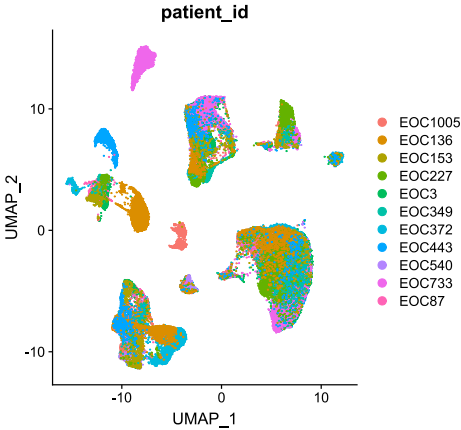 patient_id
10
0
-10
UMAP_2
-10
0
10
UMAP_1
EOC1005
EOC136
EOC153
EOC227
EOC3
EOC349
EOC372
EOC443
EOC540
EOC733
EOC87